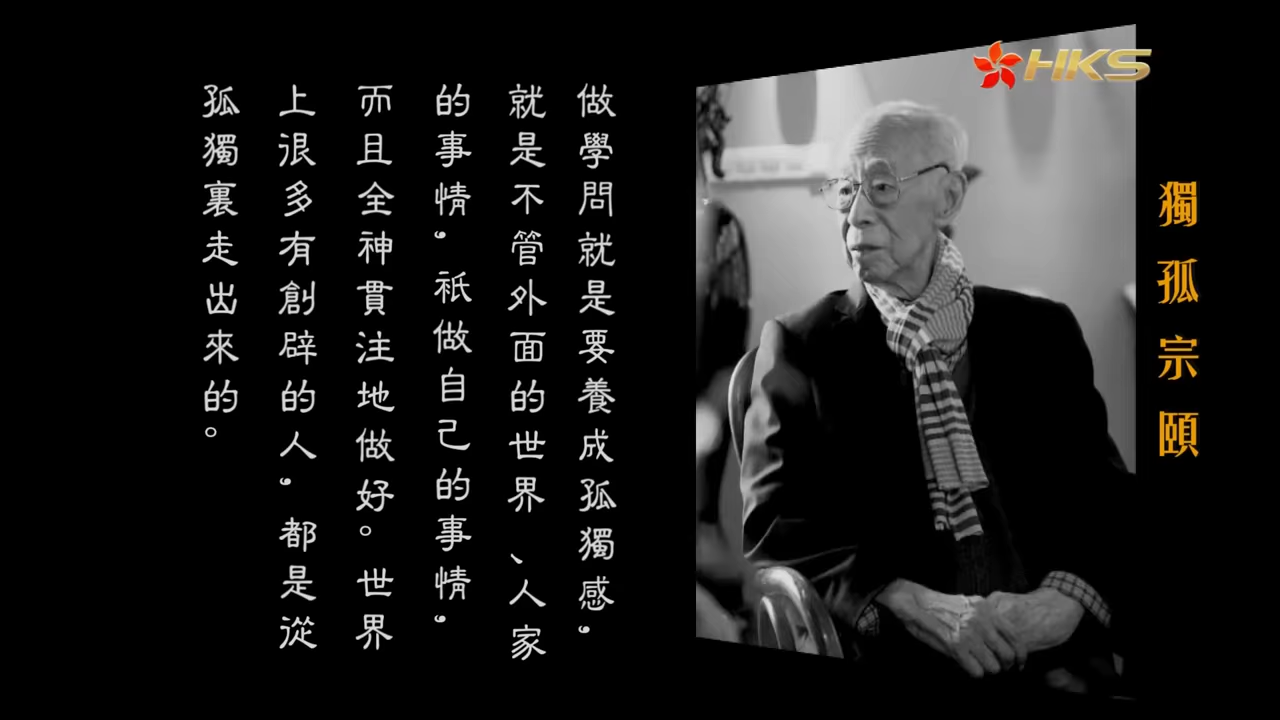 HKS
獨孤宗頤
做學問就是要養成孤獨感，
就是不管外面的世界、人家
的事情，祇做自己的事情，
而且全神貫注地做好。世界
上很多有創辟的人，都是從
孤獨裏走出來的。